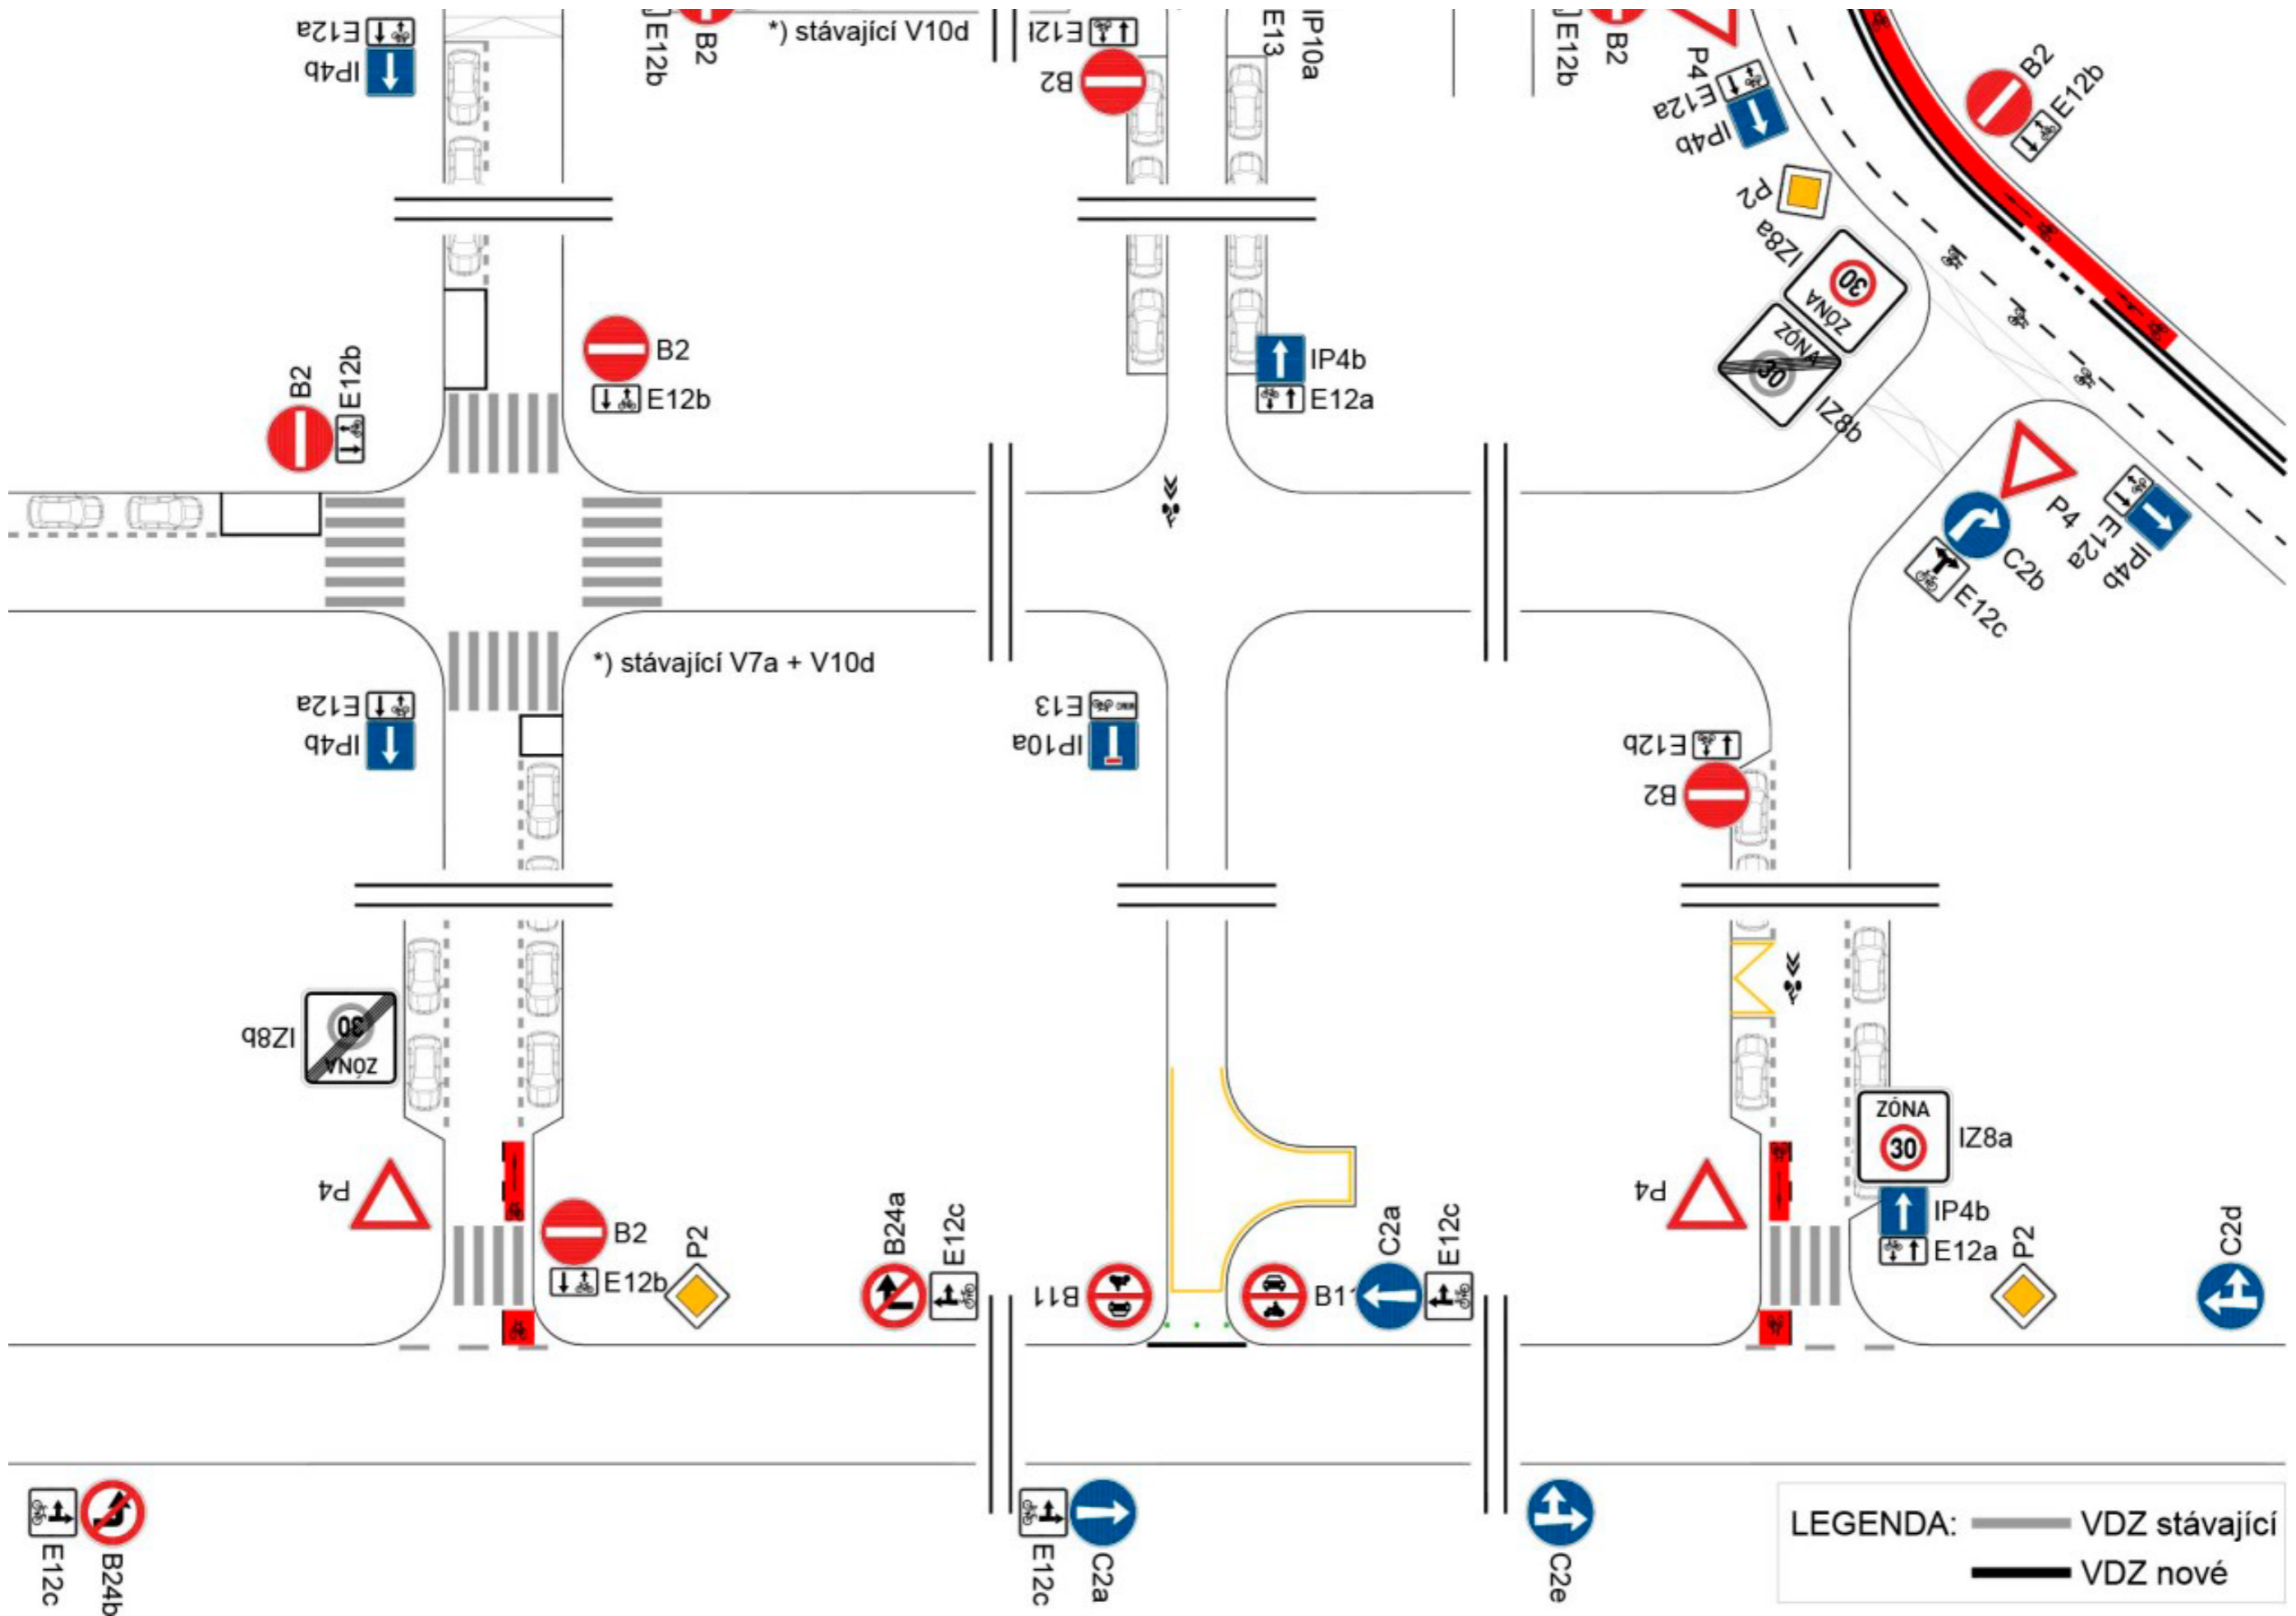 E12a
IP4b
E12b
B2
*) stávající V10d
B2
E13
IP10a
E12b
B2
P4
E12a
IP4b
B2
E12b
P2
IZ8a
ZÓNA
30
ZÓNA
30
IZ8b
B2
E12b
B2
E12b
IP4b
E12a
P4
C2b
E12c
E12a
IP4b
*) stávající V7a + V10d
E12a
IP4b
E13
IP10a
E12b
B2
IZ8b
30
ZÓNA
P4
B2
E12b
P2
B24a
E12c
B11
C2a
E12c
P4
ZÓNA
30
IZ8a
IP4b
E12a
P2
C2d
E12c
B24b
E12c
C2a
C2e
LEGENDA:
VDZ stávající
VDZ nové